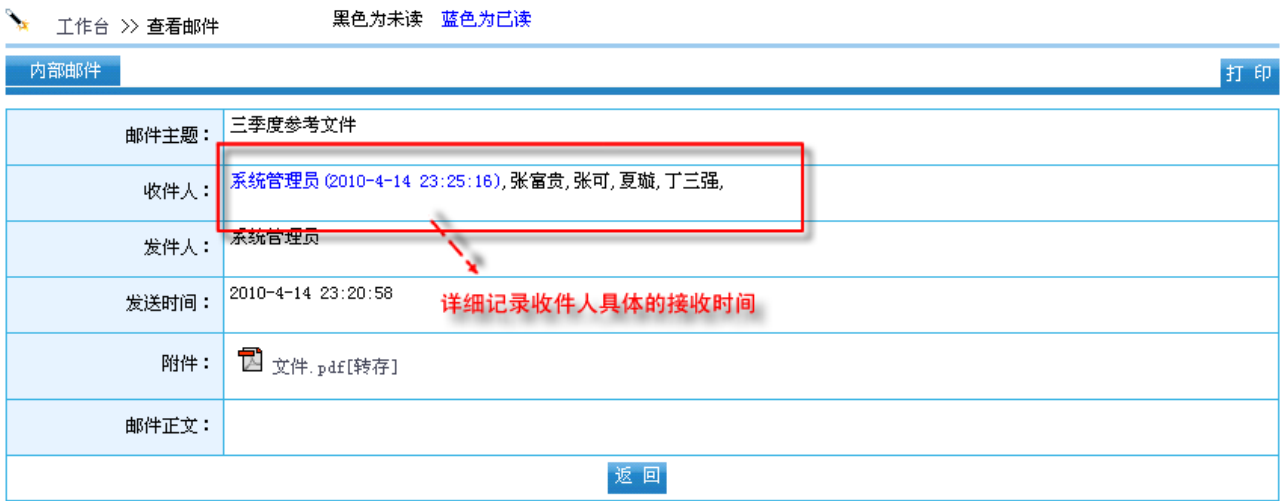 工作台 >> 查看邮件 黑色为未读 蓝色为已读
内部邮件 打 印
邮件主题： 三季度参考文件
收件人： 系统管理员(2010-4-14 23:25:16),张富贵,张可,夏璇,丁三强,
发件人： 系统管理员
发送时间： 2010-4-14 23:20:58
详细记录收件人具体的接收时间
附件： 文件.pdf[转存]
邮件正文：
返 回